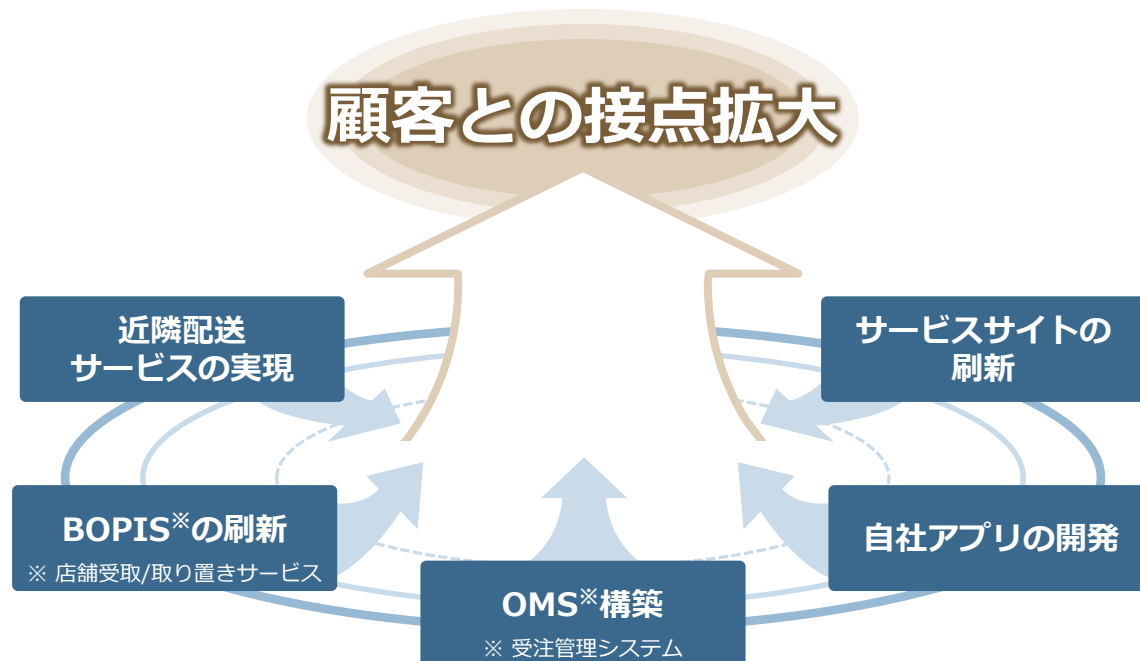 顧客との接点拡大
近隣配送
サービスの実現
サービスサイトの
刷新
BOPIS※の刷新
※ 店舗受取/取り置きサービス
自社アプリの開発
OMS※構築
※ 受注管理システム